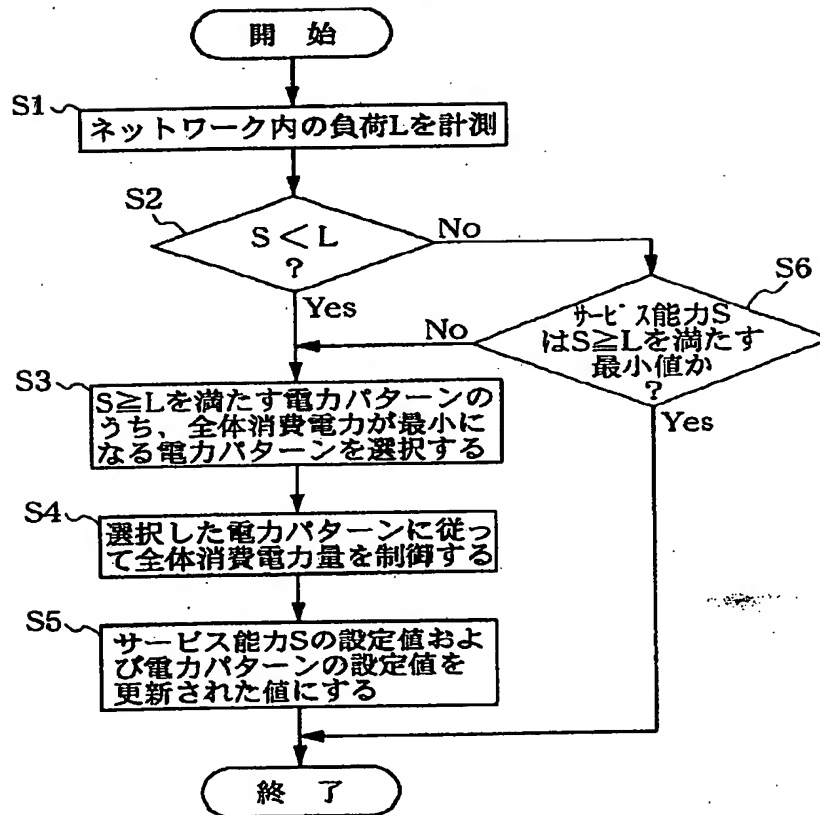 開 始
S1
ネットワーク内の負荷Lを計測
S2
S＜L
?
No
Yes
S6
サービス能力S
はS≧Lを満たす
最小値か
?
No
Yes
S3
S≧Lを満たす電力パターンの
うち、全体消費電力が最小に
なる電力パターンを選択する
S4
選択した電力パターンに従っ
て全体消費電力量を制御する
S5
サービス能力Sの設定値およ
び電力パターンの設定値を
更新された値にする
終 了